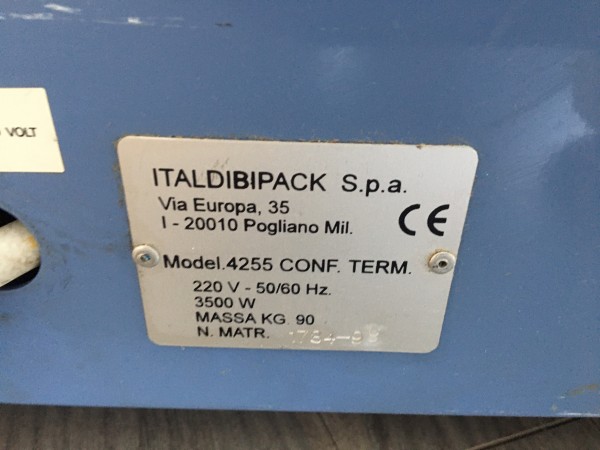 VOLT
ITALDIBIPACK S.p.a.
Via Europa, 35
I - 20010 Pogliano Mil.
CE
Model.4255 CONF. TERM.
220 V - 50/60 Hz.
3500 W
MASSA KG. 90
N. MATR.